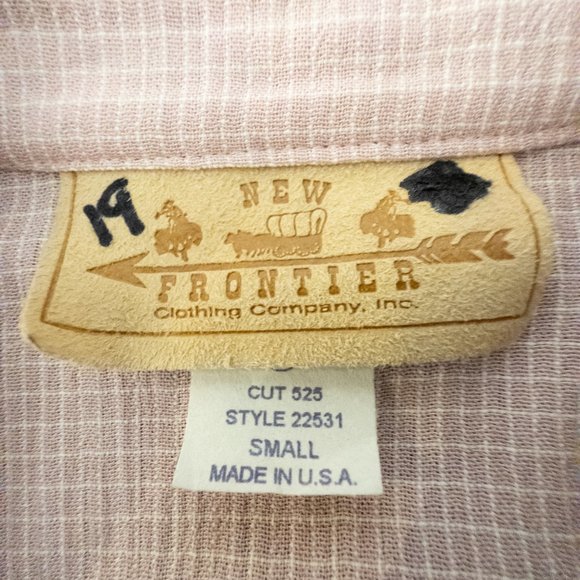 19
NEW
FRONTIER
Clothing Company, Inc.
CUT 525
STYLE 22531
SMALL
MADE IN U.S.A.